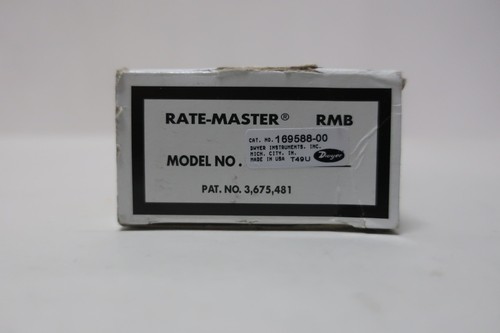 RATE-MASTER® RMB
CAT. NO. 169588-00
DWYER INSTRUMENTS, INC.
MICH. CITY, IN.
MADE IN USA T49U Dwyer
MODEL NO.
PAT. NO. 3,675,481